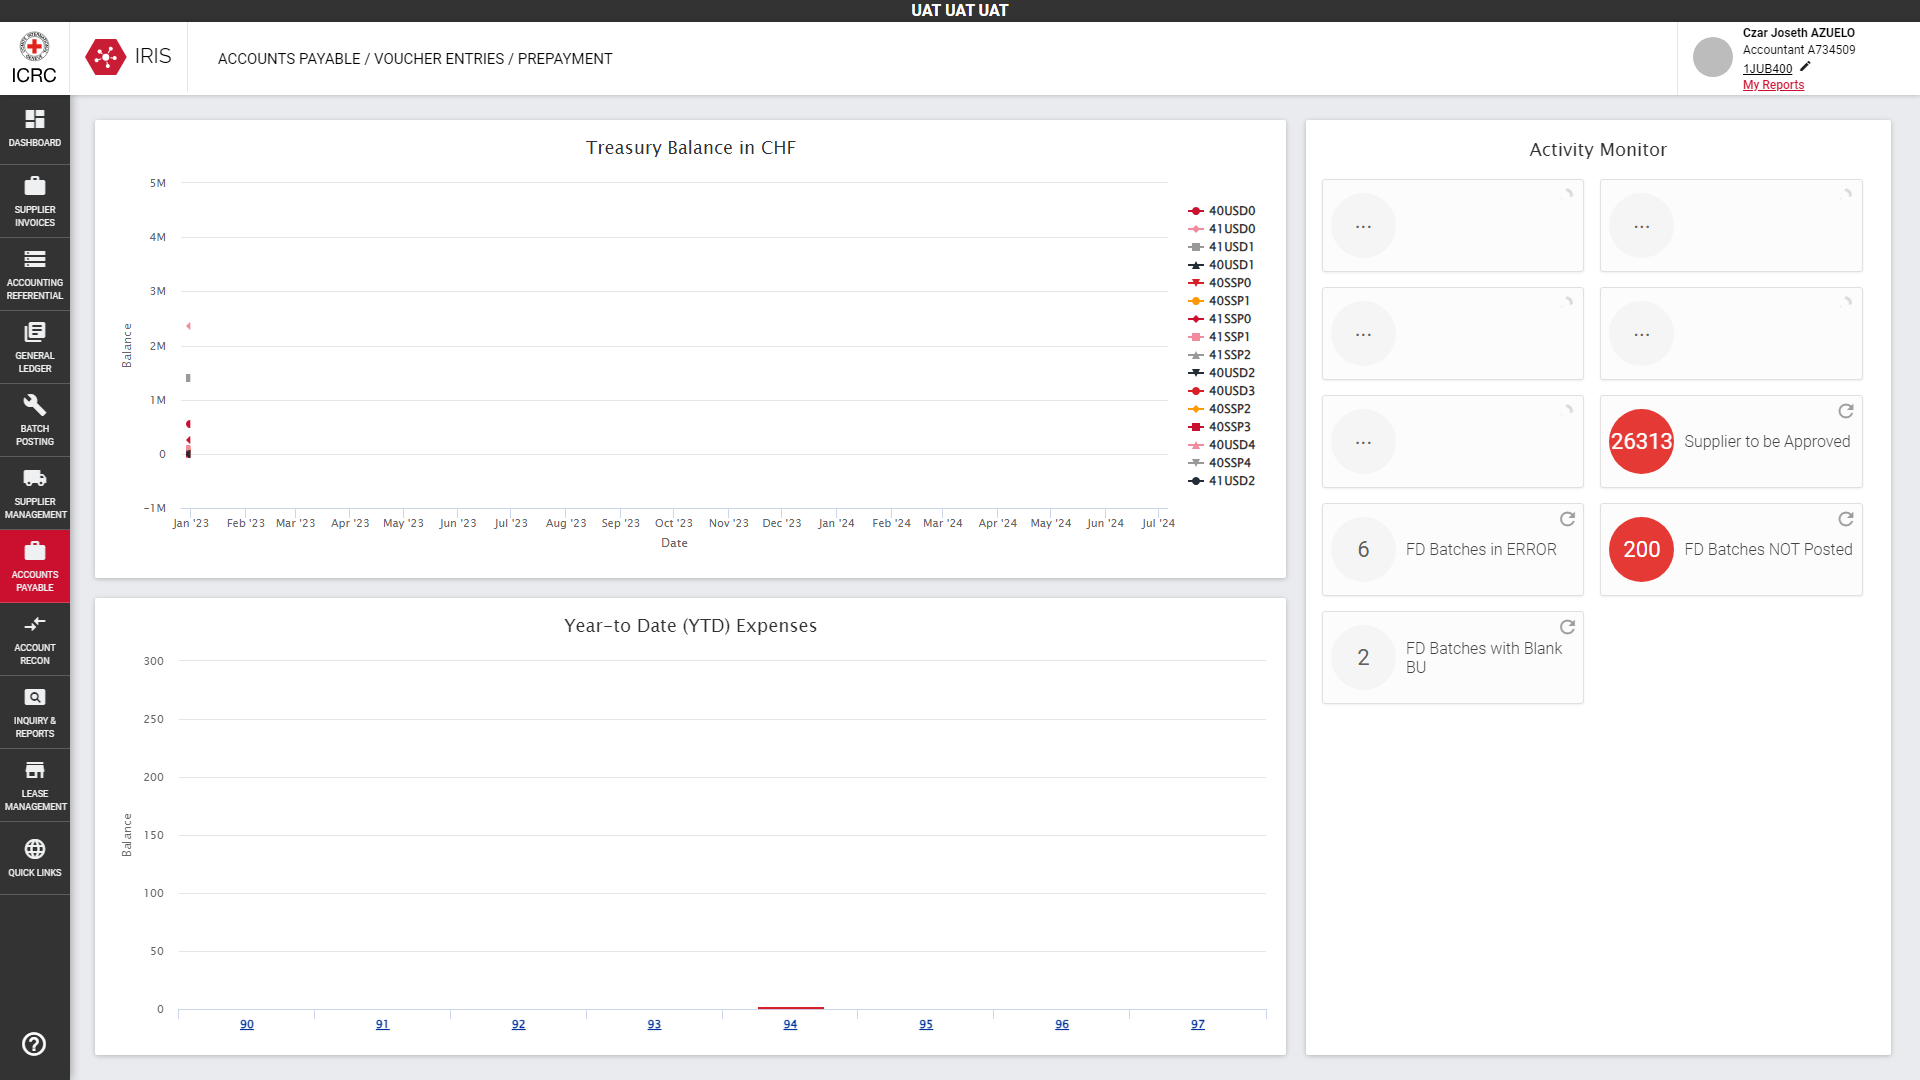 UAT UAT UAT
ICRC
IRIS
ACCOUNTS PAYABLE / VOUCHER ENTRIES / PREPAYMENT
Czar Joseth AZUELO
Accountant A734509
1JUB400
My Reports
DASHBOARD
SUPPLIER
INVOICES
ACCOUNTING
REFERENTIAL
GENERAL
LEDGER
BATCH
POSTING
SUPPLIER
MANAGEMENT
ACCOUNTS
PAYABLE
ACCOUNT
RECON
INQUIRY &
REPORTS
LEASE
MANAGEMENT
QUICK LINKS
Treasury Balance in CHF
5M
4M
3M
2M
1M
0
-1M
Balance
Jan '23 Feb '23 Mar '23 Apr '23 May '23 Jun '23 Jul '23 Aug '23 Sep '23 Oct '23 Nov '23 Dec '23 Jan '24 Feb '24 Mar '24 Apr '24 May '24 Jun '24 Jul '24
Date
40USD0
41USD0
41USD1
40USD1
40SSP0
40SSP1
41SSP0
41SSP1
41SSP2
40USD2
40USD3
40SSP2
40SSP3
40USD4
40SSP4
41USD2
Year-to Date (YTD) Expenses
300
250
200
150
100
50
0
Balance
90 91 92 93 94 95 96 97
Activity Monitor
... ...
... ...
...
26313 Supplier to be Approved
6 FD Batches in ERROR
200 FD Batches NOT Posted
2 FD Batches with Blank
BU